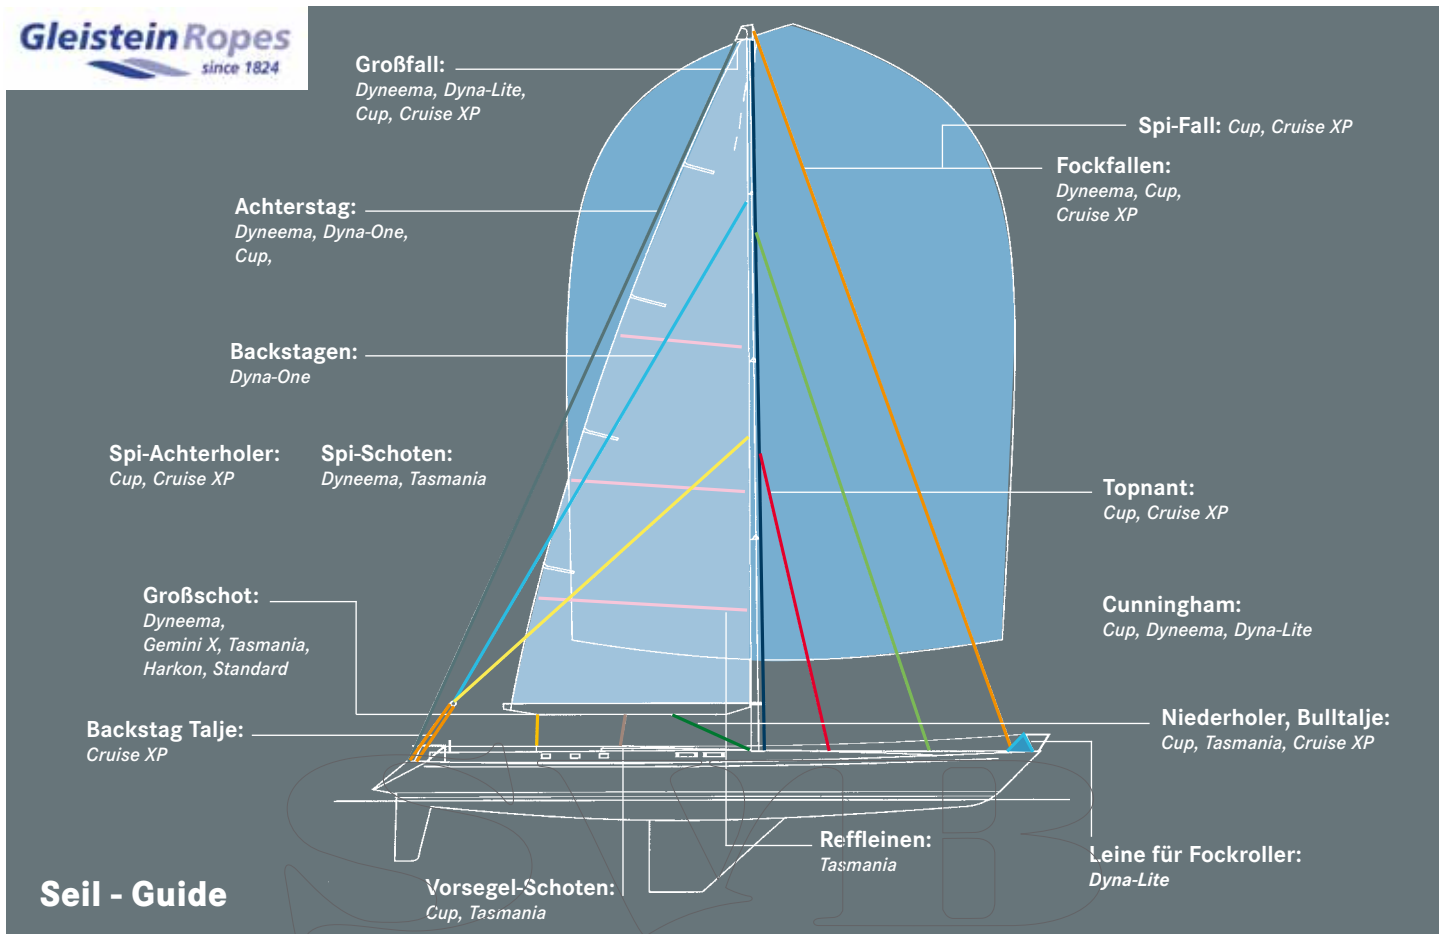 Gleistein Ropes
since 1824
Großfall:
Dyneema, Dyna-Lite,
Cup, Cruise XP
Spi-Fall: Cup, Cruise XP
Fockfallen:
Dyneema, Cup,
Cruise XP
Achterstag:
Dyneema, Dyna-One,
Cup,
Backstagen:
Dyna-One
Spi-Achterholer:
Cup, Cruise XP
Spi-Schoten:
Dyneema, Tasmania
Topnant:
Cup, Cruise XP
Großschot:
Dyneema,
Gemini X, Tasmania,
Harkon, Standard
Cunningham:
Cup, Dyneema, Dyna-Lite
Backstag Talje:
Cruise XP
Niederholer, Bulltalje:
Cup, Tasmania, Cruise XP
Reffleinen:
Tasmania
Leine für Fockroller:
Dyna-Lite
Vorsegel-Schoten:
Cup, Tasmania
Seil - Guide
SVB